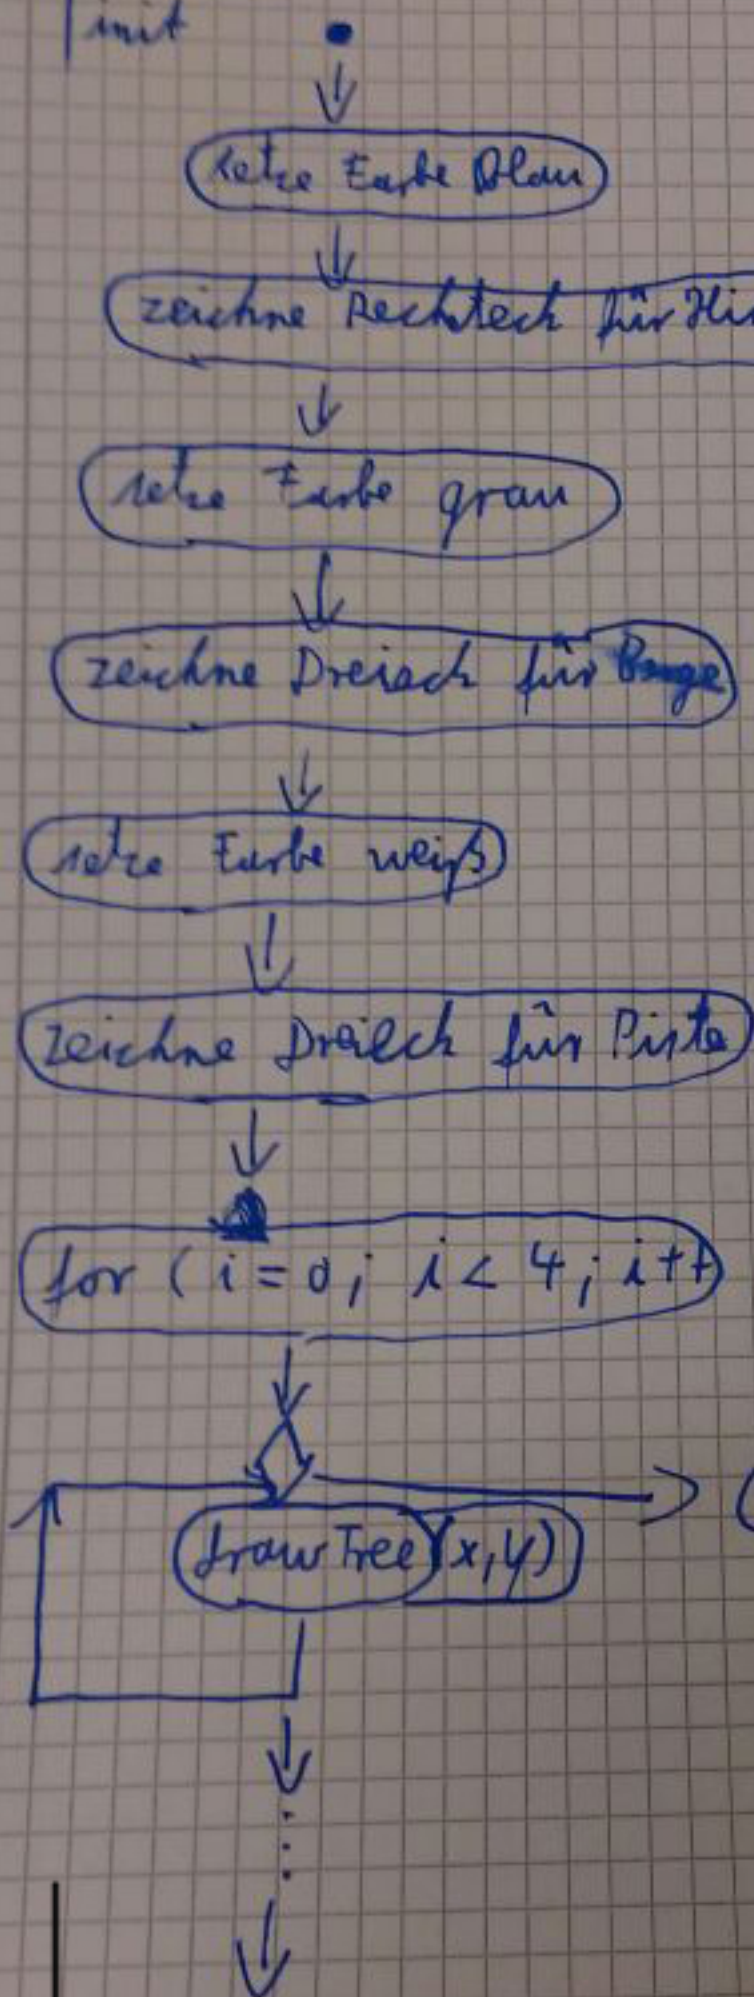 init
setze Farbe Blau
zeichne Rechteck für Hi
setze Farbe grau
zeichne Dreieck für
setze Farbe weiß
zeichne Dreieck für Piste
for ( i = 0; i < 4; i++)
drawTree(x,y)